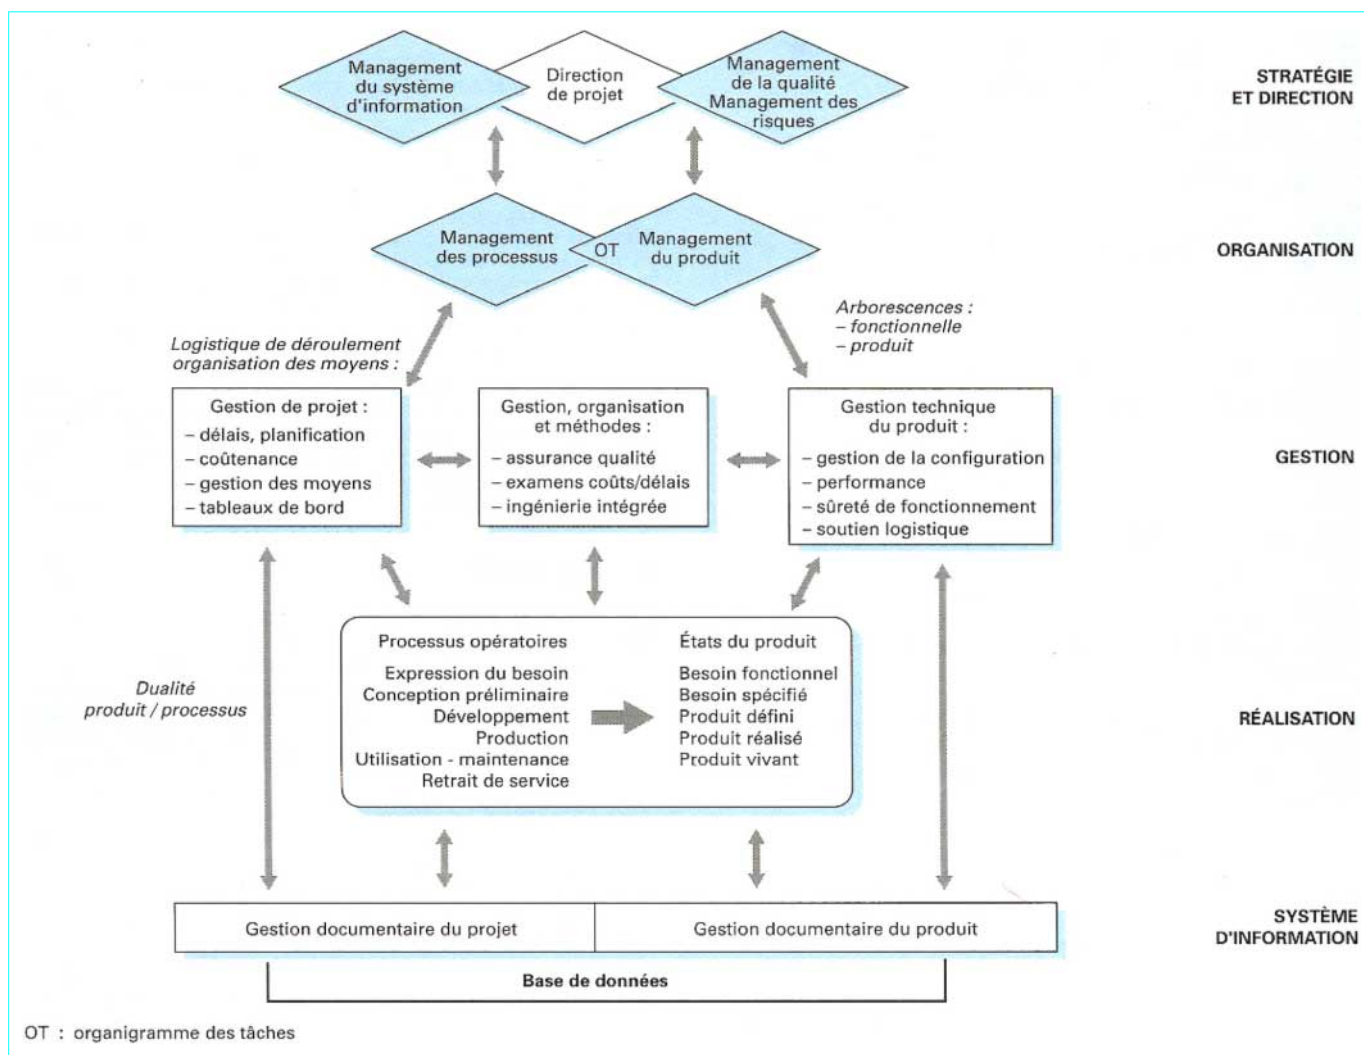 Management
du système
d'information
Direction
de projet
Management
de la qualité
Management des
risques
STRATÉGIE
ET DIRECTION
Management
des processus
OT
Management
du produit
ORGANISATION
Logistique de déroulement
organisation des moyens :
Arborescences :
– fonctionnelle
– produit
Gestion de projet :
– délais, planification
– coûtenance
– gestion des moyens
– tableaux de bord
Gestion, organisation
et méthodes :
– assurance qualité
– examens coûts/délais
– ingénierie intégrée
Gestion technique
du produit :
– gestion de la configuration
– performance
– sûreté de fonctionnement
– soutien logistique
GESTION
Dualité
produit / processus
Processus opératoires
Expression du besoin
Conception préliminaire
Développement
Production
Utilisation - maintenance
Retrait de service
États du produit
Besoin fonctionnel
Besoin spécifié
Produit défini
Produit réalisé
Produit vivant
RÉALISATION
Gestion documentaire du projet
Gestion documentaire du produit
SYSTÈME
D'INFORMATION
Base de données
OT : organigramme des tâches